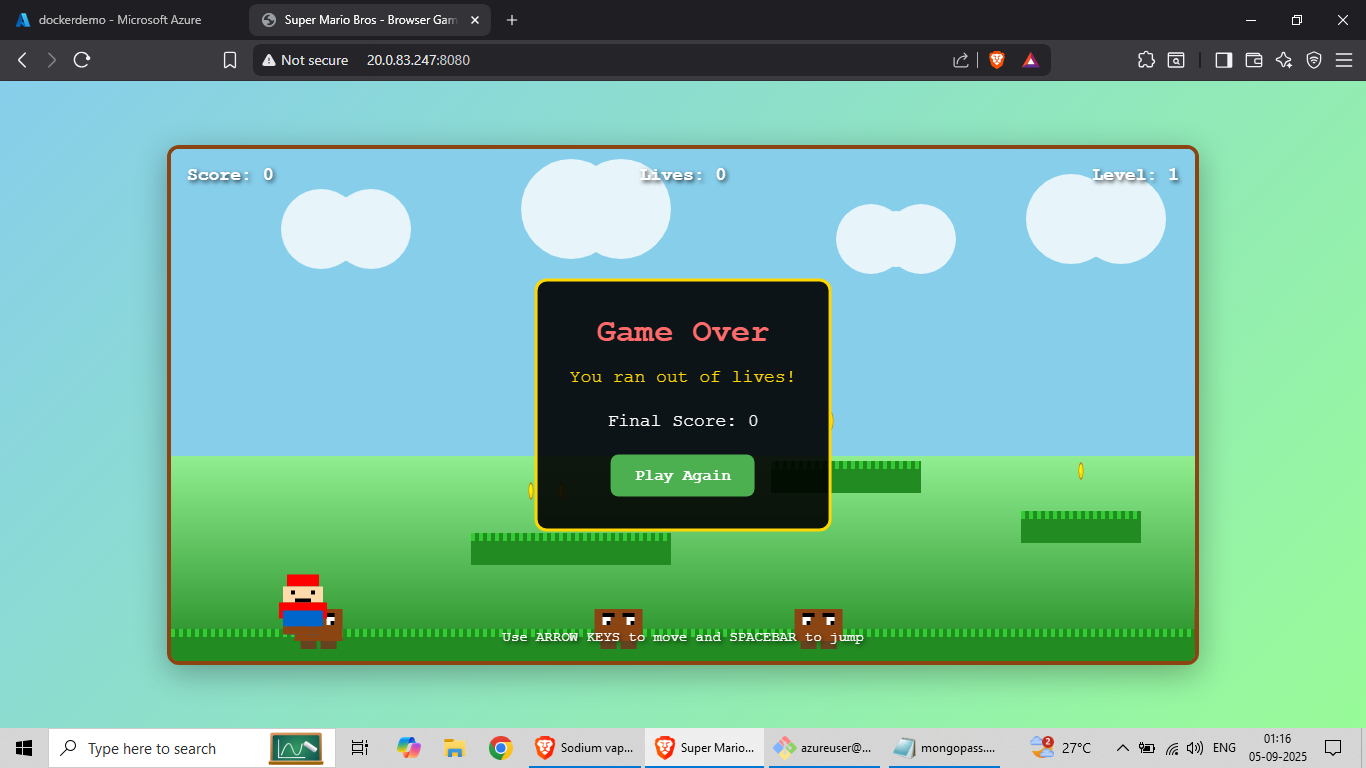 dockerdemo - Microsoft Azure
Super Mario Bros - Browser Gam
Not secure 20.0.83.247:8080
Score: 0
Lives: 0
Level: 1
Game Over
You ran out of lives!
Final Score: 0
Play Again
Use ARROW KEYS to move and SPACEBAR to jump
Type here to search
Sodium vap...
Super Mario...
azureuser@...
mongopass....
2
27°C
ENG
01:16
05-09-2025